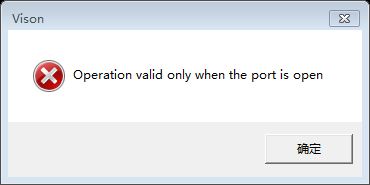 Vison
Operation valid only when the port is open
确定